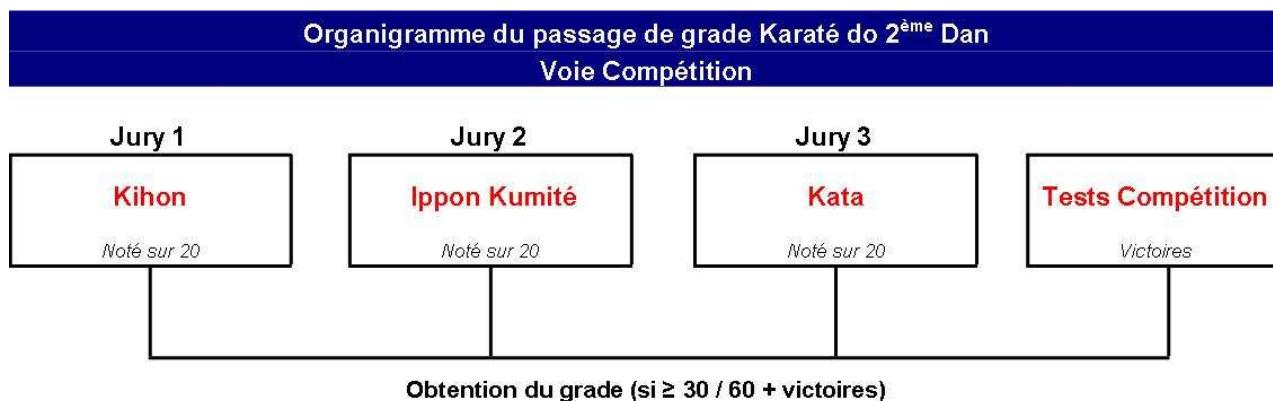 Organigramme du passage de grade Karaté do 2ème Dan
Voie Compétition
Jury 1
Jury 2
Jury 3
Kihon
Ippon Kumité
Kata
Tests Compétition
Noté sur 20
Noté sur 20
Noté sur 20
Victoires
Obtention du grade (si ≥ 30 / 60 + victoires)